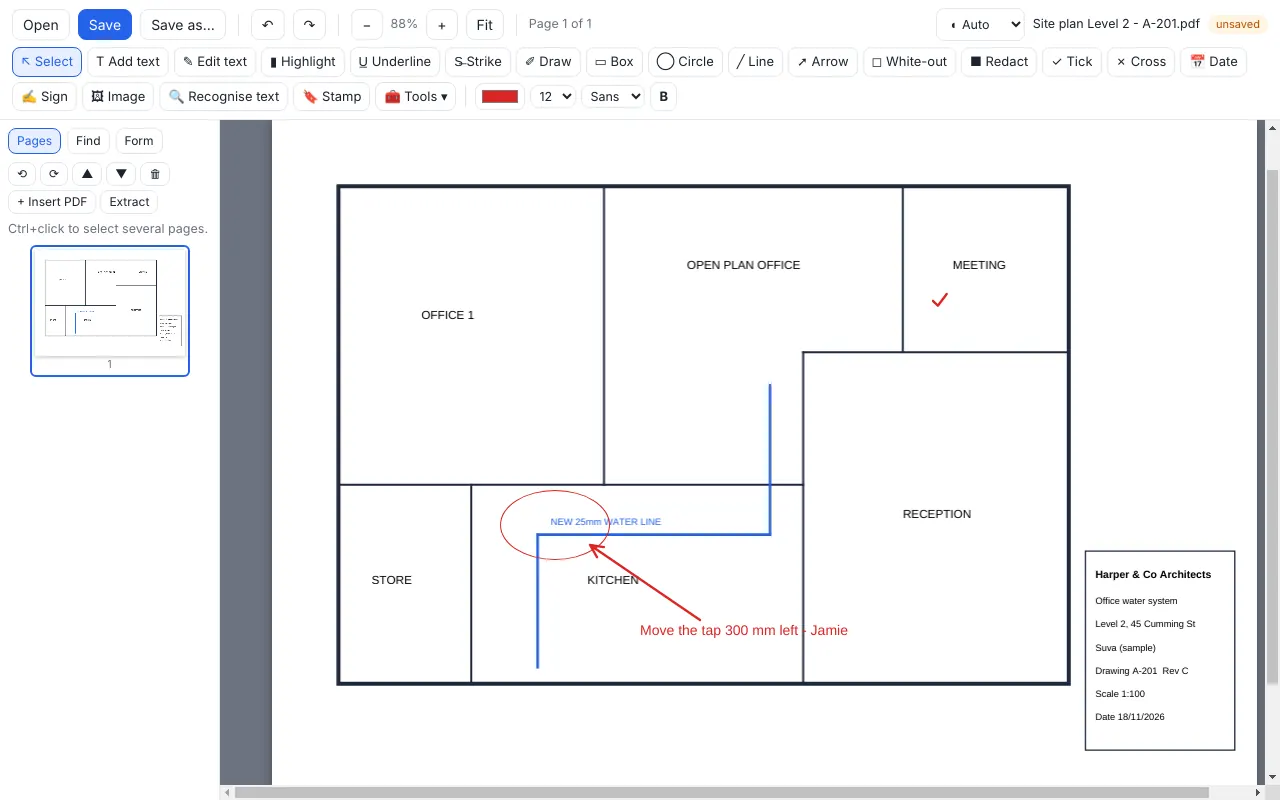 Open Save Save as... ↶ ↷ − 88% + Fit Page 1 of 1 Auto Site plan Level 2 - A-201.pdf unsaved
Select T Add text Edit text Highlight U Underline S Strike Draw Box Circle Line Arrow White-out Redact Tick Cross Date
Sign Image Recognise text Stamp Tools ▾ 12 Sans B
Pages Find Form
+ Insert PDF Extract
Ctrl+click to select several pages.
1
OPEN PLAN OFFICE
MEETING
OFFICE 1
NEW 25mm WATER LINE
RECEPTION
STORE
KITCHEN
Move the tap 300 mm left - Jamie
Harper & Co Architects
Office water system
Level 2, 45 Cumming St
Suva (sample)
Drawing A-201 Rev C
Scale 1:100
Date 18/11/2026